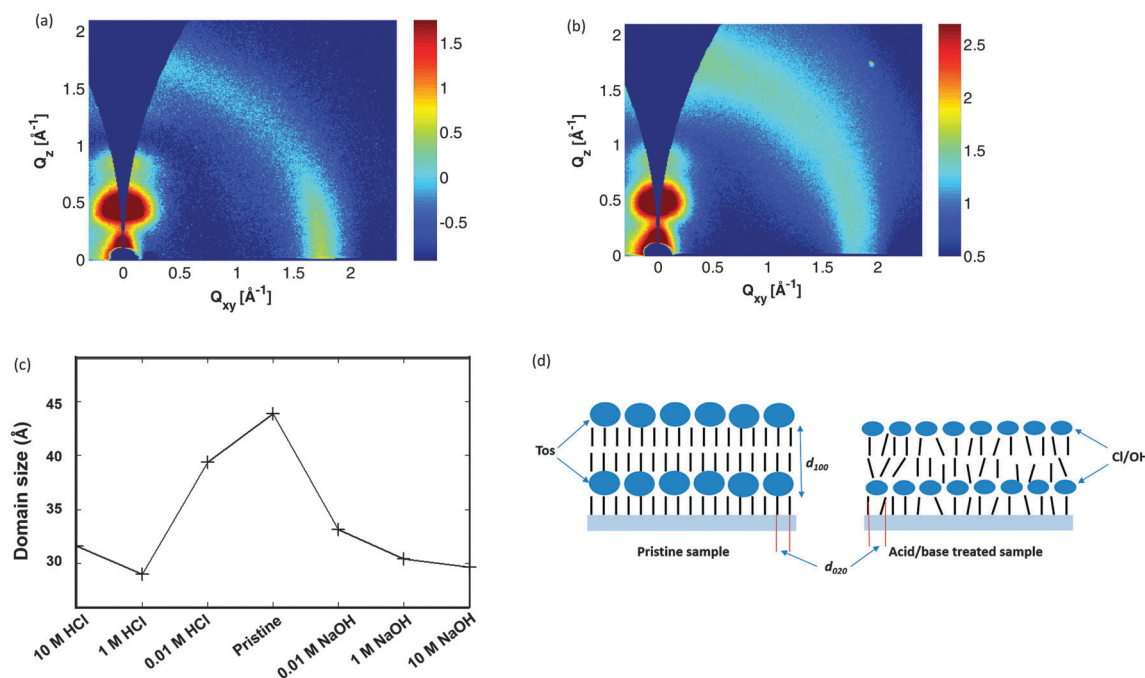 (a)
2
1.5
1
0.5
0
Q_z [Å⁻¹]
0 0.5 1 1.5 2
Q_xy [Å⁻¹]
1.5
1
0.5
0
-0.5
(b)
2
1.5
1
0.5
0
Q_z [Å⁻¹]
0 0.5 1 1.5 2
Q_xy [Å⁻¹]
2.5
2
1.5
1
0.5
(c)
45
40
35
30
Domain size (Å)
10 M HCl
1 M HCl
0.01 M HCl
Pristine
0.01 M NaOH
1 M NaOH
10 M NaOH
(d)
Tos
d₁₀₀
Cl/OH
Pristine sample
d₀₂₀
Acid/base treated sample